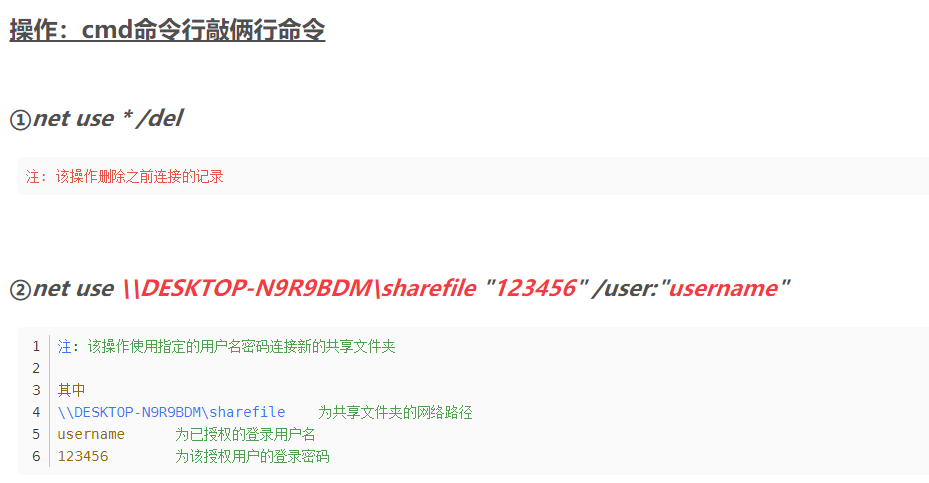 操作：cmd命令行敲俩行命令
①net use * /del
注: 该操作删除之前连接的记录
②net use \\DESKTOP-N9R9BDM\sharefile "123456" /user:"username"
1 注: 该操作使用指定的用户名密码连接新的共享文件夹
2
3 其中
4 \\DESKTOP-N9R9BDM\sharefile 为共享文件夹的网络路径
5 username 为已授权的登录用户名
6 123456 为该授权用户的登录密码